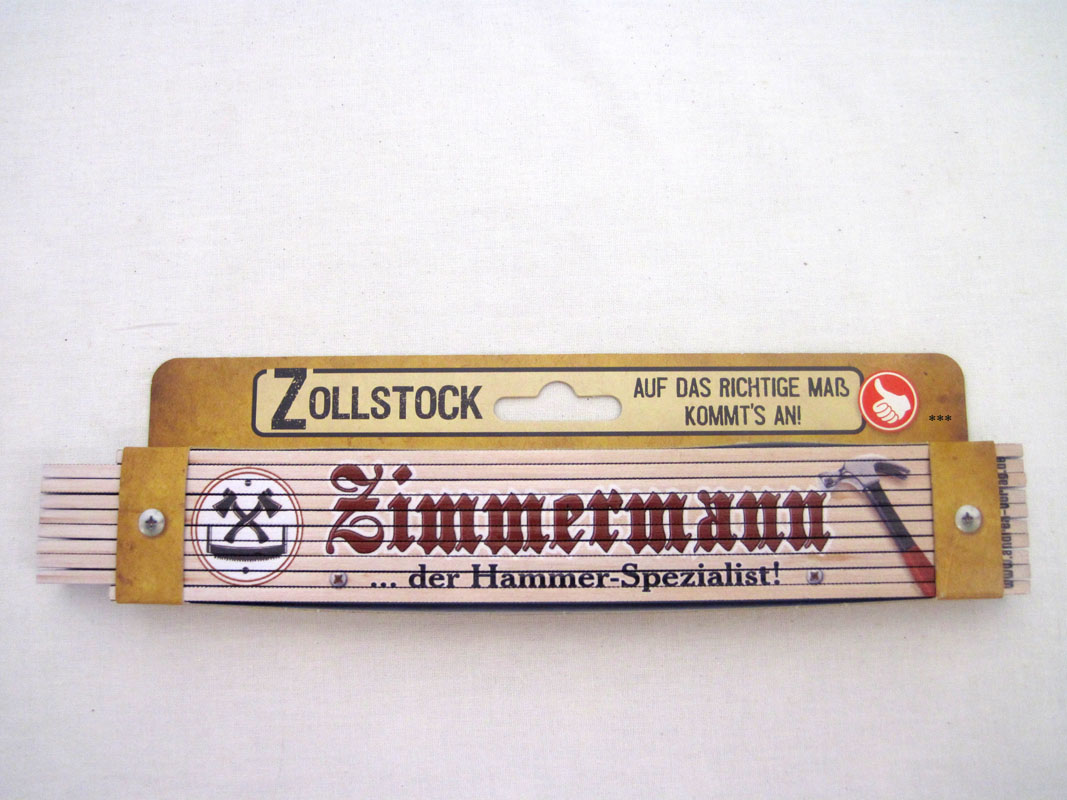 ZOLLSTOCK
AUF DAS RICHTIGE MAß
KOMMT'S AN!
***
Zimmermann
... der Hammer-Spezialist!